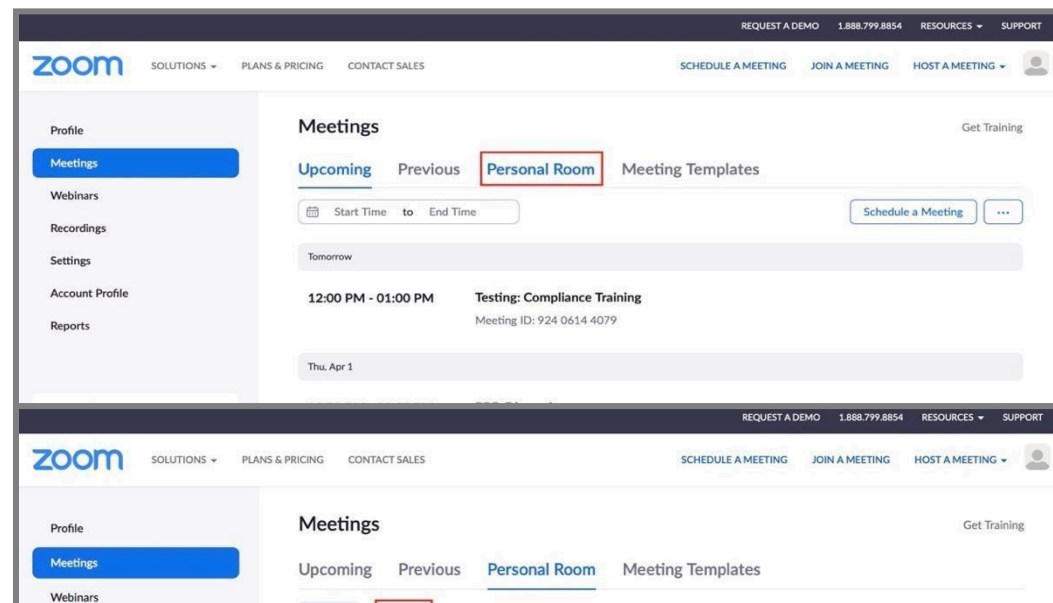 REQUEST A DEMO 1.888.799.8854 RESOURCES SUPPORT
zoom SOLUTIONS PLANS & PRICING CONTACT SALES SCHEDULE A MEETING JOIN A MEETING HOST A MEETING
Profile
Meetings
Webinars
Recordings
Settings
Account Profile
Reports
Meetings Get Training
Upcoming Previous Personal Room Meeting Templates
Start Time to End Time Schedule a Meeting ...
Tomorrow
12:00 PM - 01:00 PM Testing: Compliance Training
Meeting ID: 924 0614 4079
Thu, Apr 1
REQUEST A DEMO 1.888.799.8854 RESOURCES SUPPORT
zoom SOLUTIONS PLANS & PRICING CONTACT SALES SCHEDULE A MEETING JOIN A MEETING HOST A MEETING
Profile
Meetings
Webinars
Meetings Get Training
Upcoming Previous Personal Room Meeting Templates